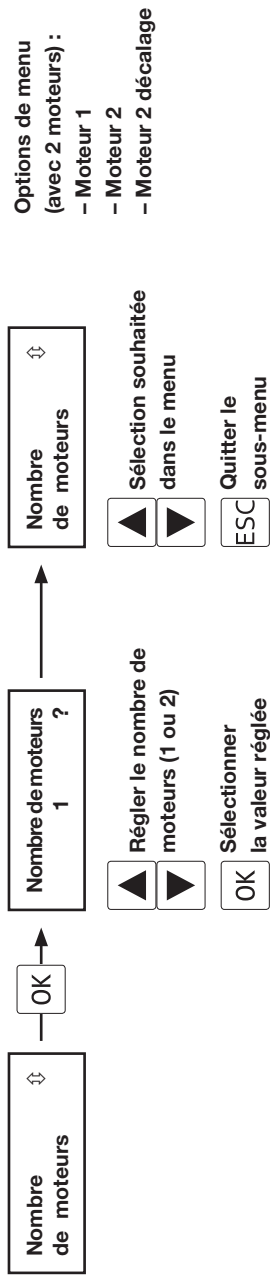 Nombre
de moteurs ⇳
OK
Nombre de moteurs
1 ?
Régler le nombre de
moteurs (1 ou 2)
OK
Sélectionner
la valeur réglée
Nombre
de moteurs ⇳
Sélection souhaitée
dans le menu
ESC
Quitter le
sous-menu
Options de menu
(avec 2 moteurs) :
– Moteur 1
– Moteur 2
– Moteur 2 décalage